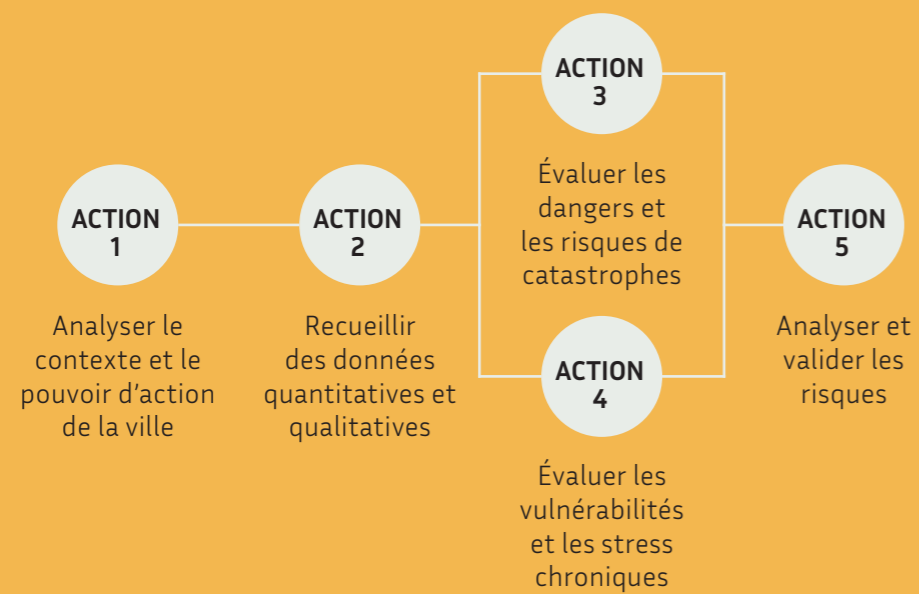 ACTION
1
Analyser le
contexte et le
pouvoir d'action
de la ville
ACTION
2
Recueillir
des données
quantitatives et
qualitatives
ACTION
3
Évaluer les
dangers et
les risques de
catastrophes
ACTION
4
Évaluer les
vulnérabilités
et les stress
chroniques
ACTION
5
Analyser et
valider les
risques